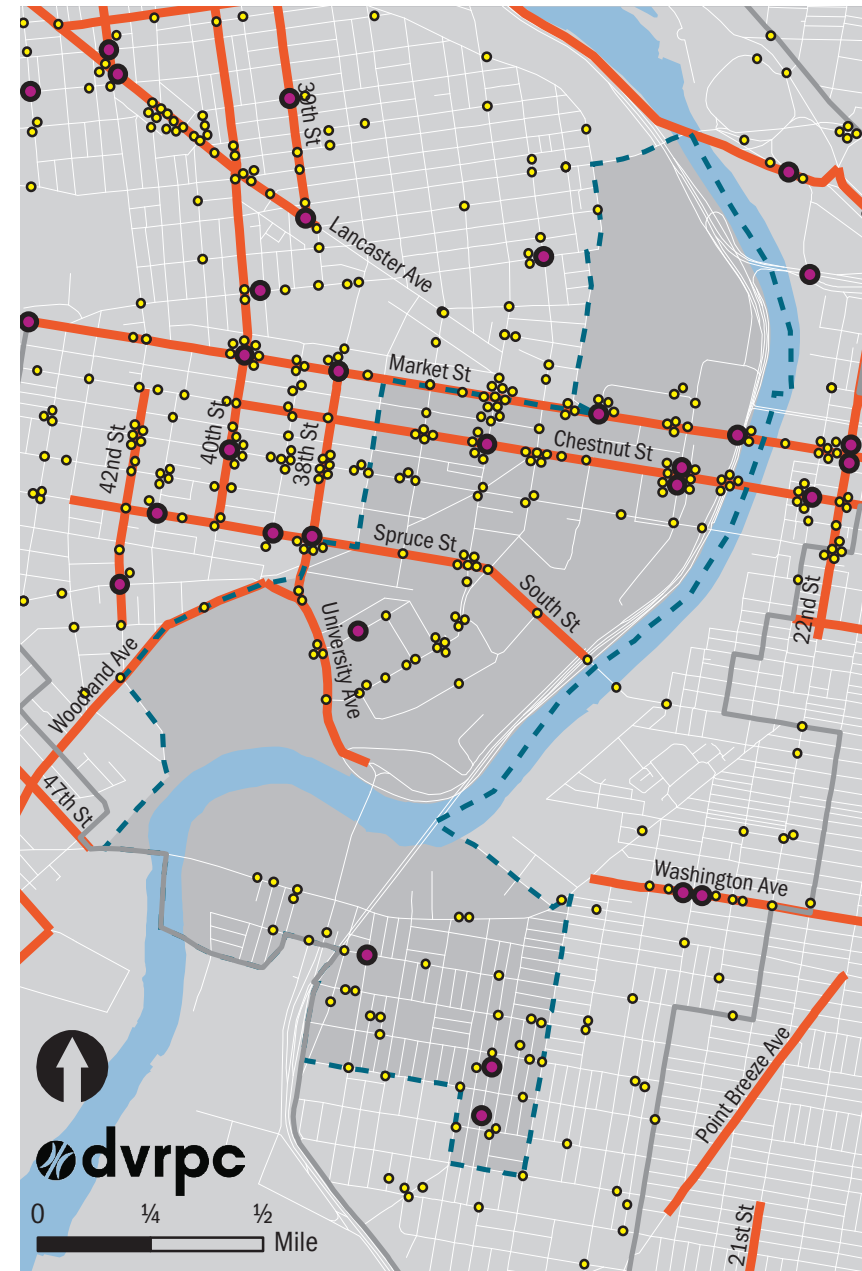 39th St
Lancaster Ave
Market St
40th St
42nd St
38th St
Chestnut St
Spruce St
South St
22nd St
University Ave
Woodland Ave
47th St
Washington Ave
Point Breeze Ave
21st St
dvrpc
0 ¼ ½
Mile